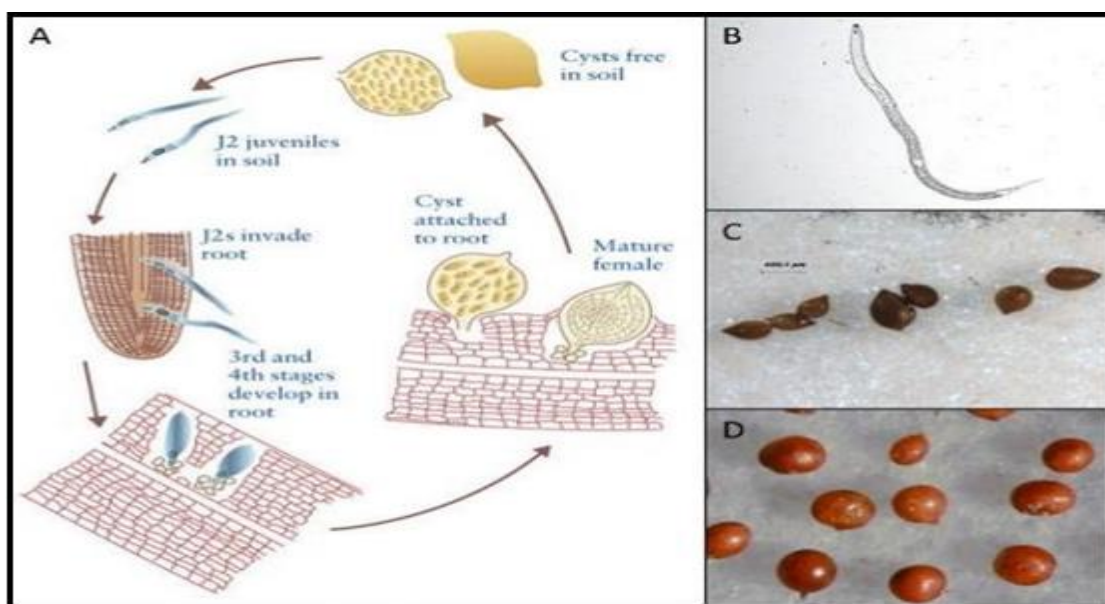 A
Cysts free
in soil
J2 juveniles
in soil
J2s invade
root
Cyst
attached
to root
Mature
female
3rd and
4th stages
develop in
root
B
C
D